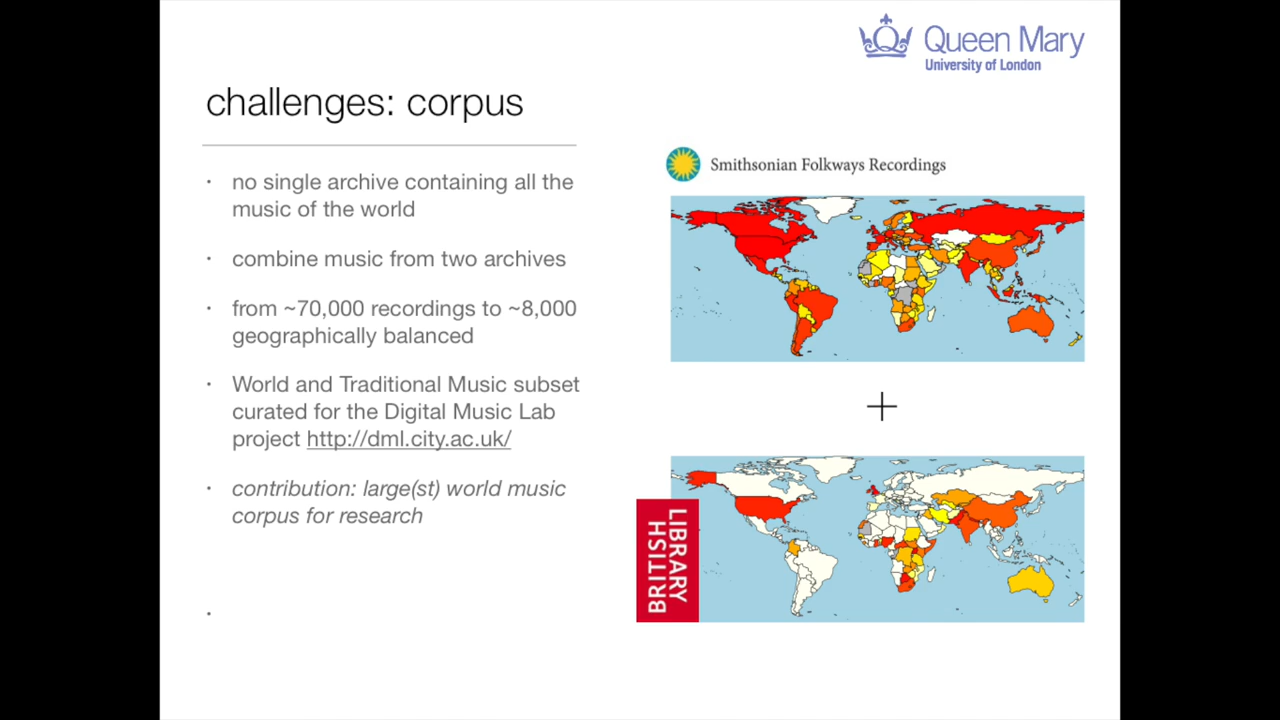 Queen Mary
University of London
challenges: corpus
· no single archive containing all the
music of the world
· combine music from two archives
· from ~70,000 recordings to ~8,000
geographically balanced
· World and Traditional Music subset
curated for the Digital Music Lab
project http://dml.city.ac.uk/
· contribution: large(st) world music
corpus for research
·
Smithsonian Folkways Recordings
+
LIBRARY
BRITISH